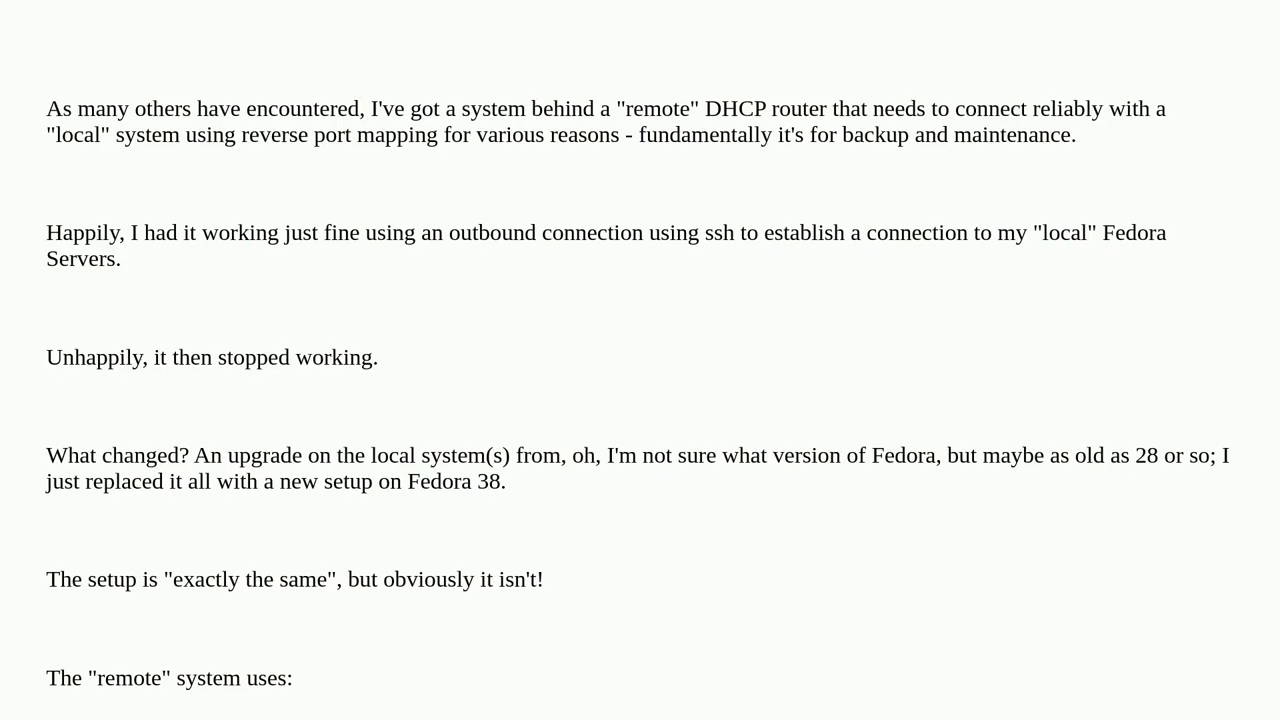 As many others have encountered, I've got a system behind a "remote" DHCP router that needs to connect reliably with a
"local" system using reverse port mapping for various reasons - fundamentally it's for backup and maintenance.
Happily, I had it working just fine using an outbound connection using ssh to establish a connection to my "local" Fedora
Servers.
Unhappily, it then stopped working.
What changed? An upgrade on the local system(s) from, oh, I'm not sure what version of Fedora, but maybe as old as 28 or so; I
just replaced it all with a new setup on Fedora 38.
The setup is "exactly the same", but obviously it isn't!
The "remote" system uses: